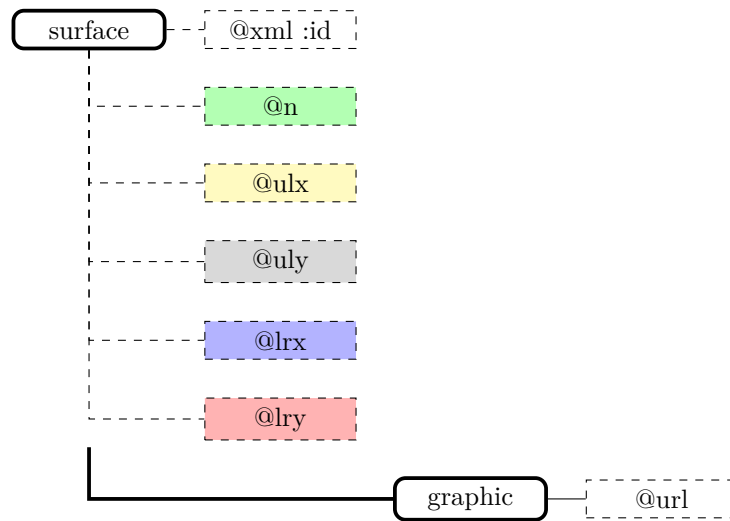 surface @xml :id
@n
@ulx
@uly
@lrx
@lry
graphic @url